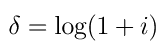 δ = log(1 + i)